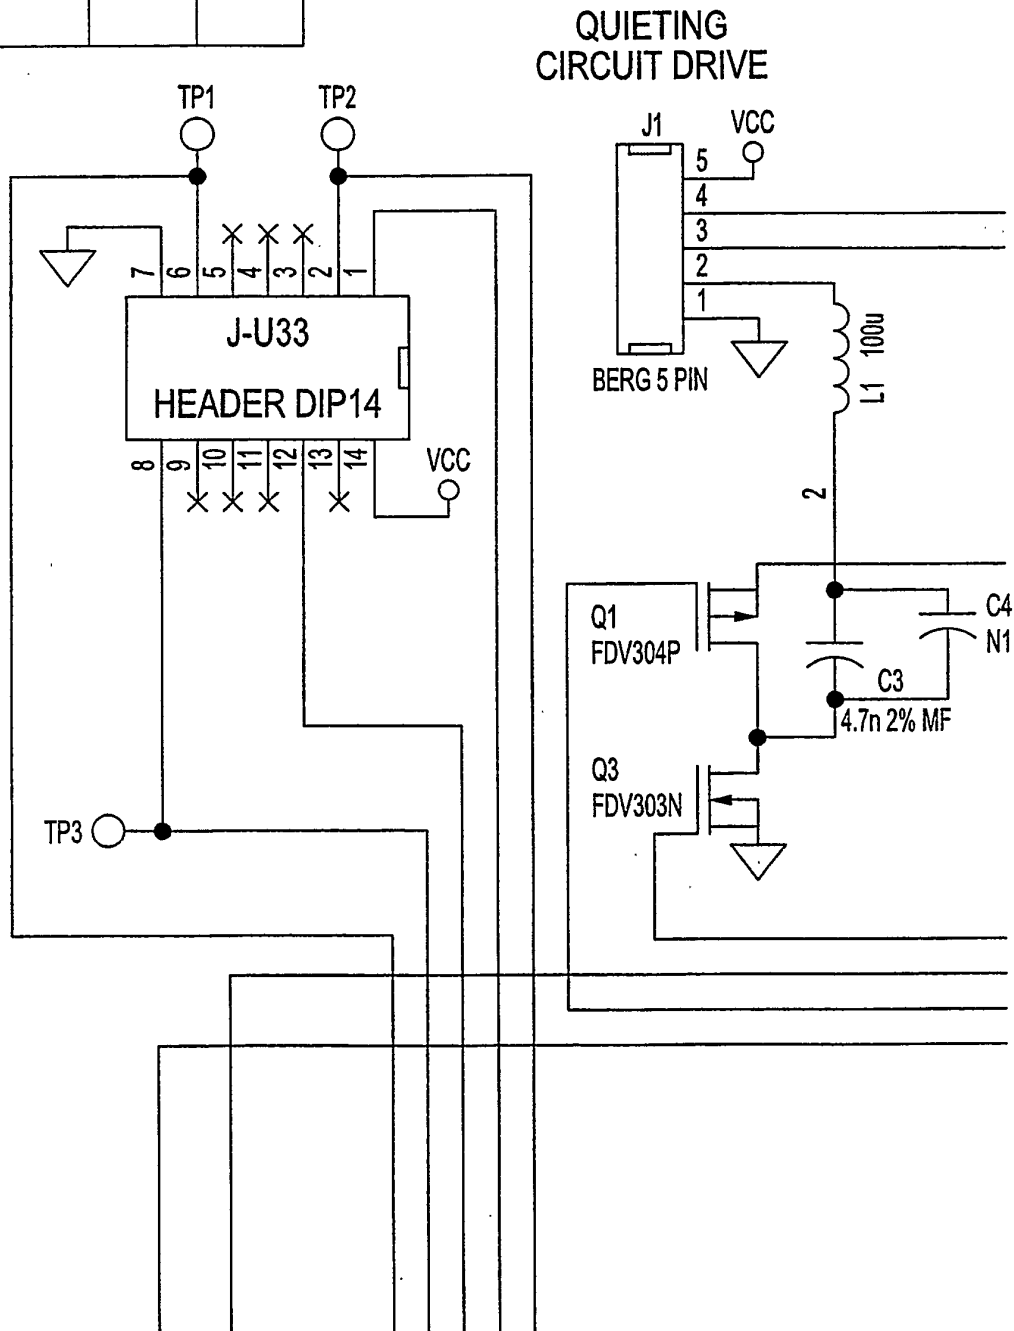 QUIETING
CIRCUIT DRIVE
TP1
TP2
J1
VCC
5
4
3
2
1
BERG 5 PIN
7
6
5
4
3
2
1
J-U33
HEADER DIP14
8
9
10
11
12
13
14
VCC
L1 100u
2
Q1
FDV304P
C4
N1
C3
4.7n 2% MF
Q3
FDV303N
TP3